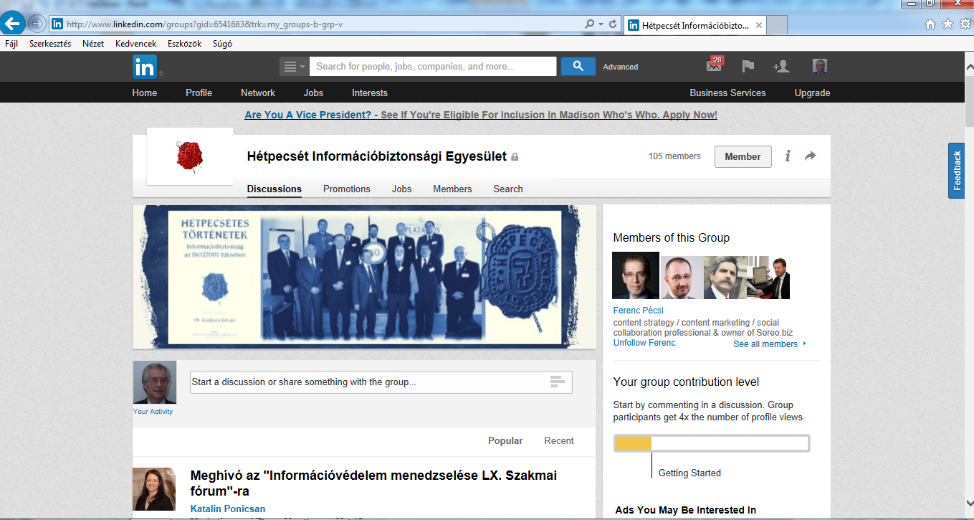 http://www.linkedin.com/groups?gid=6541683&trk=my_groups-b-grp-v
Hétpecsét Információbizto...
Fájl Szerkesztés Nézet Kedvencek Eszközök Súgó
in
Search for people, jobs, companies, and more...
Advanced
28
Home Profile Network Jobs Interests
Business Services Upgrade
Are You A Vice President? - See If You're Eligible For Inclusion In Madison Who's Who. Apply Now!
Hétpecsét Információbiztonsági Egyesület
105 members
Member
Feedback
Discussions Promotions Jobs Members Search
HÉTPECSÉTES
TÖRTÉNETEK
Információbiztonság
az ISO27001 tükrében
HÉTPECSÉT
Start a discussion or share something with the group...
Your Activity
Popular Recent
Meghívó az "Információvédelem menedzselése LX. Szakmai
fórum"-ra
Katalin Ponicsan
Members of this Group
Ferenc Pécsi
content strategy / content marketing / social
collaboration professional & owner of Soreo.biz
Unfollow Ferenc
See all members
Your group contribution level
Start by commenting in a discussion. Group
participants get 4x the number of profile views.
Getting Started
Ads You May Be Interested In